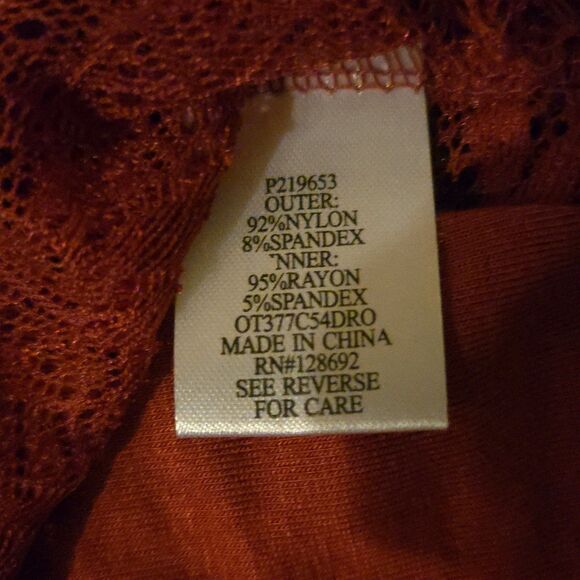 P219653
OUTER:
92%NYLON
8%SPANDEX
NNER:
95%RAYON
5%SPANDEX
OT377C54DRO
MADE IN CHINA
RN#128692
SEE REVERSE
FOR CARE